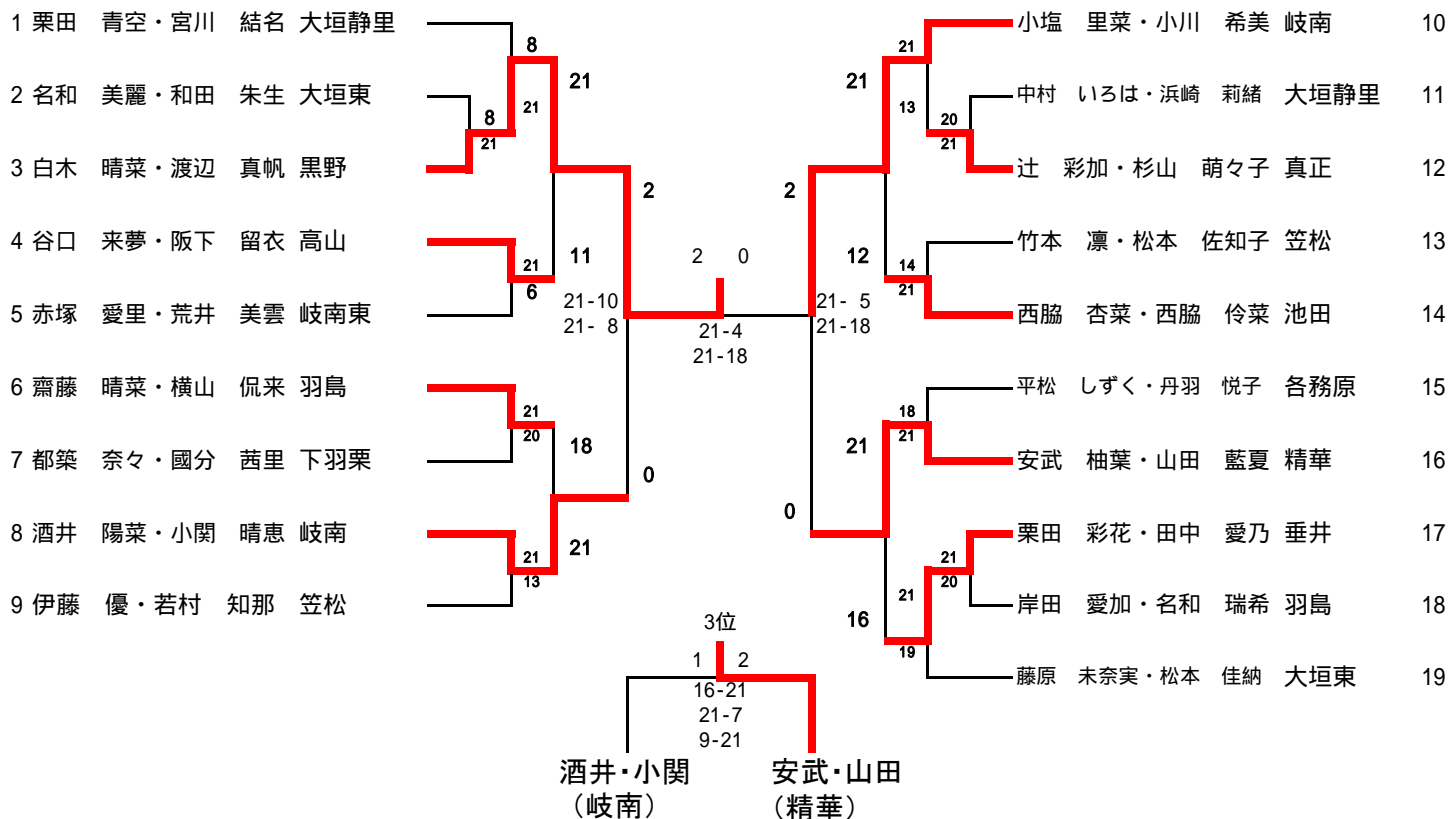 1 栗田　青空・宮川　結名 大垣静里
2 名和　美麗・和田　朱生 大垣東
3 白木　晴菜・渡辺　真帆 黒野
4 谷口　来夢・阪下　留衣 高山
5 赤塚　愛里・荒井　美雲 岐南東
6 齋藤　晴菜・横山　侃来 羽島
7 都築　奈々・國分　茜里 下羽栗
8 酒井　陽菜・小関　晴恵 岐南
9 伊藤　優・若村　知那　笠松
8
21
8
21
21
21
6
11
21
20
18
21
13
21
2
21-10
21- 8
0
2 0
21-4
21-18
2
21- 5
21-18
0
21
12
21
16
21
13
20
21
14
21
18
21
21
20
21
19
小塩　里菜・小川　希美 岐南 10
中村　いろは・浜崎　莉緒 大垣静里 11
辻　彩加・杉山　萌々子 真正 12
竹本　凛・松本　佐知子 笠松 13
西脇　杏菜・西脇　伶菜 池田 14
平松　しずく・丹羽　悦子 各務原 15
安武　柚葉・山田　藍夏 精華 16
栗田　彩花・田中　愛乃 垂井 17
岸田　愛加・名和　瑞希 羽島 18
藤原　未奈実・松本　佳納 大垣東 19
3位
1 2
16-21
21-7
9-21
酒井・小関 安武・山田
（岐南） （精華）